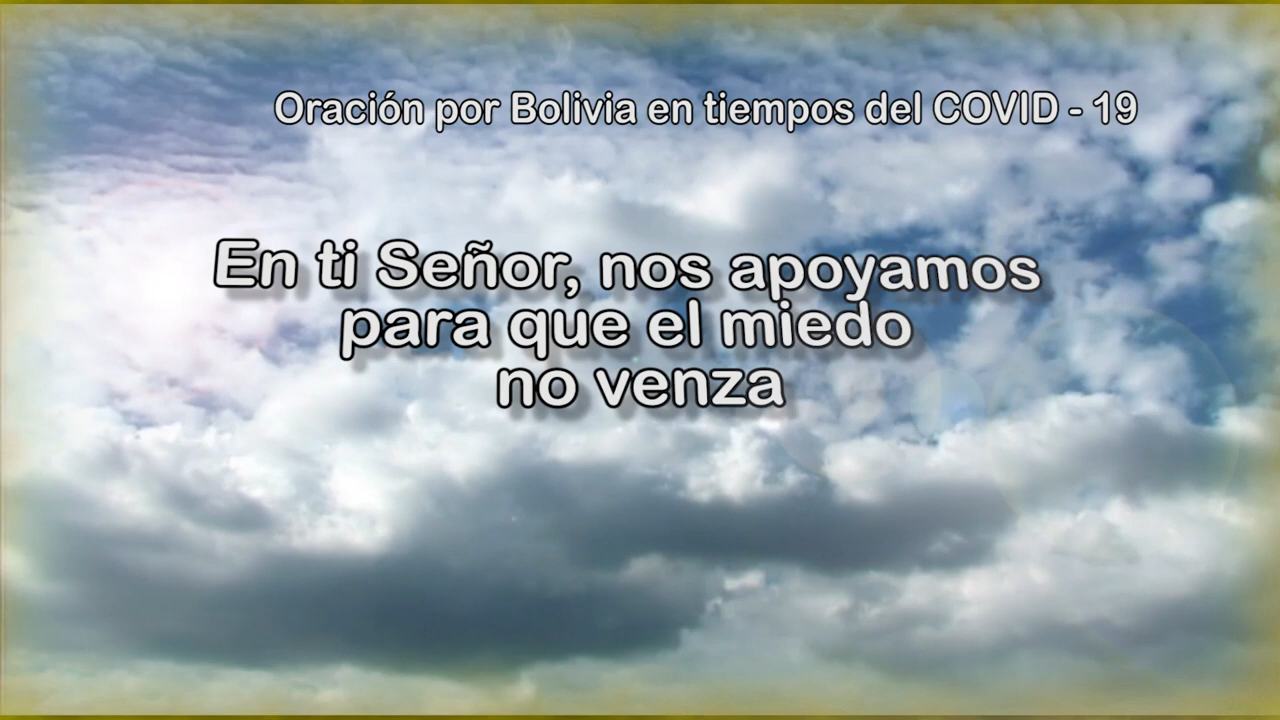 Oración por Bolivia en tiempos del COVID - 19
En ti Señor, nos apoyamos
para que el miedo
no venza